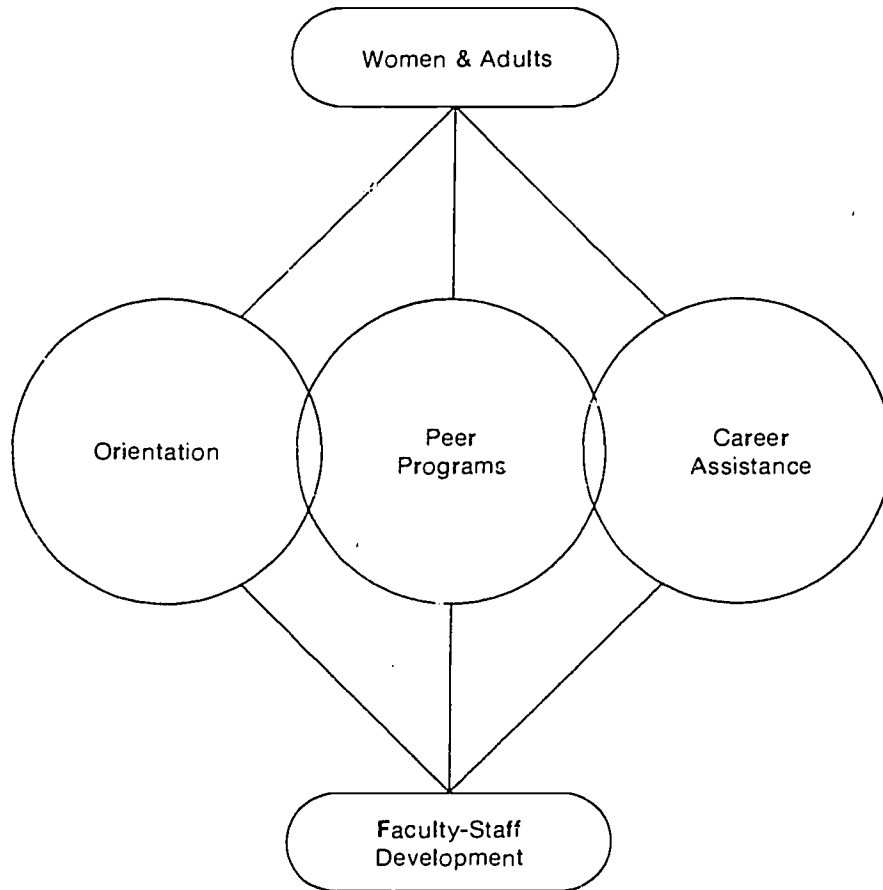 Women & Adults
Orientation
Peer
Programs
Career
Assistance
Faculty-Staff
Development